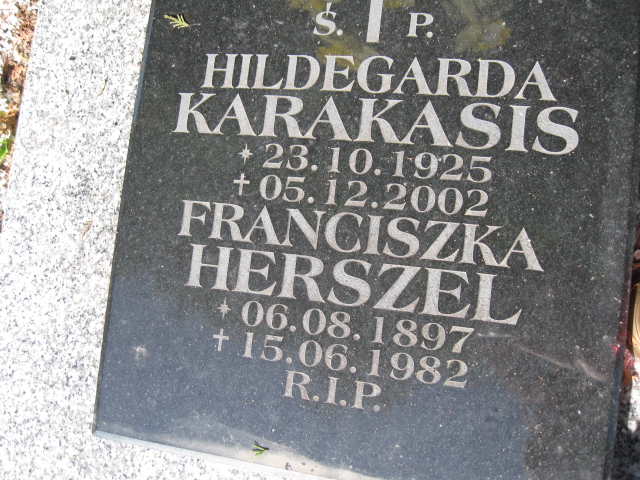 Ś. P.
HILDEGARDA
KARAKASIS
* 23.10.1925
† 05.12.2002
FRANCISZKA
HERSZEL
* 06.08.1897
† 15.06.1982
R.I.P.